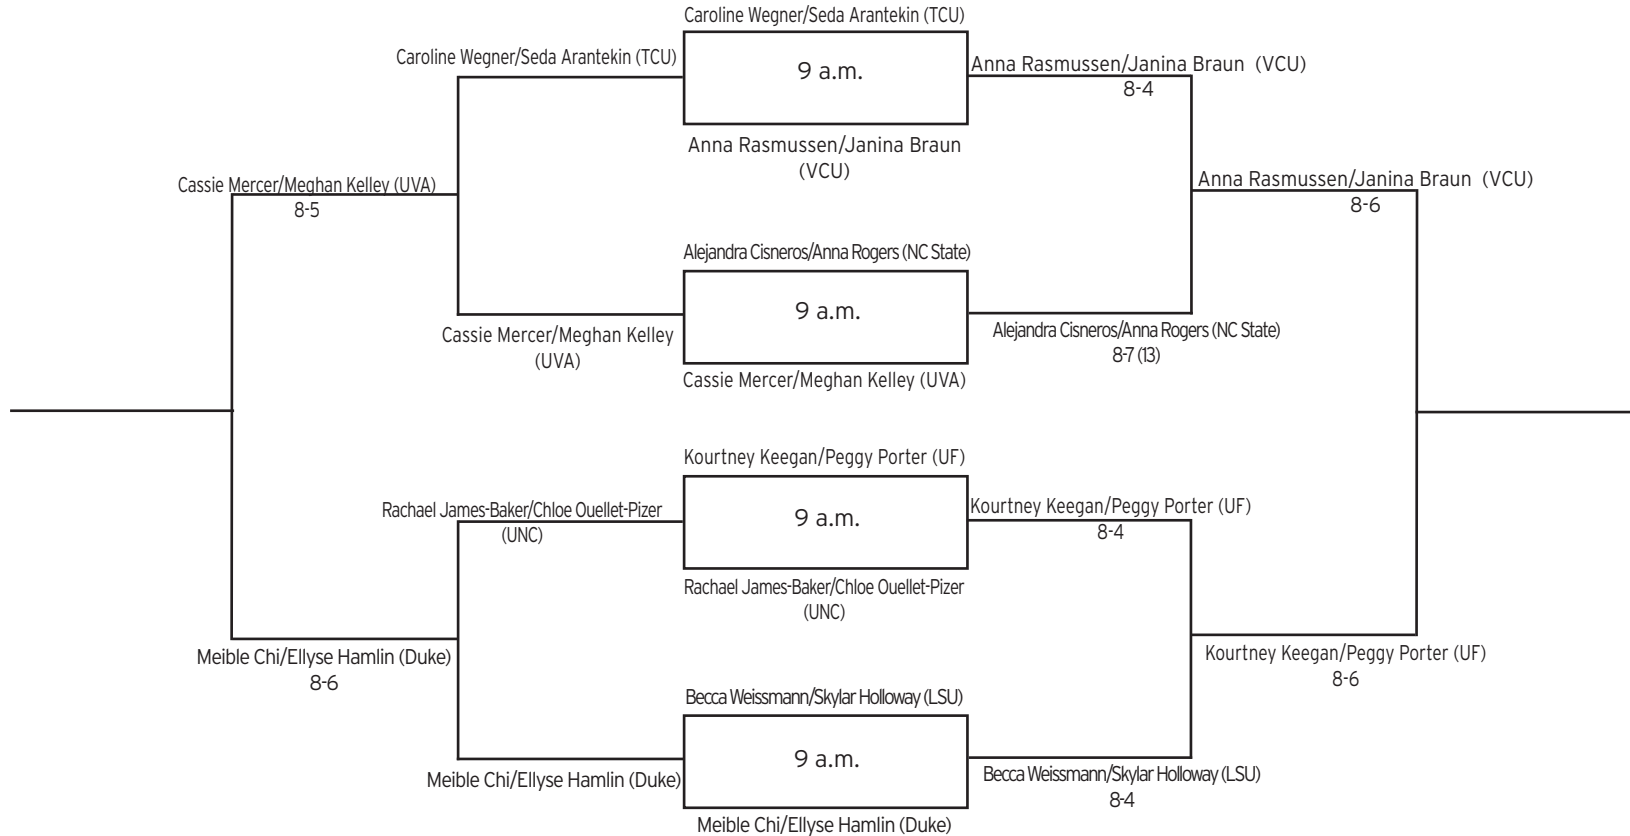 Caroline Wegner/Seda Arantekin (TCU)
Caroline Wegner/Seda Arantekin (TCU)
9 a.m.
Anna Rasmussen/Janina Braun (VCU)
8-4
Anna Rasmussen/Janina Braun
(VCU)
Cassie Mercer/Meghan Kelley (UVA)
8-5
Anna Rasmussen/Janina Braun (VCU)
8-6
Alejandra Cisneros/Anna Rogers (NC State)
9 a.m.
Cassie Mercer/Meghan Kelley
(UVA)
Alejandra Cisneros/Anna Rogers (NC State)
8-7 (13)
Cassie Mercer/Meghan Kelley (UVA)
Kourtney Keegan/Peggy Porter (UF)
Rachael James-Baker/Chloe Ouellet-Pizer
(UNC)
9 a.m.
Kourtney Keegan/Peggy Porter (UF)
8-4
Rachael James-Baker/Chloe Ouellet-Pizer
(UNC)
Meible Chi/Ellyse Hamlin (Duke)
8-6
Kourtney Keegan/Peggy Porter (UF)
8-6
Becca Weissmann/Skylar Holloway (LSU)
9 a.m.
Meible Chi/Ellyse Hamlin (Duke)
Becca Weissmann/Skylar Holloway (LSU)
8-4
Meible Chi/Ellyse Hamlin (Duke)